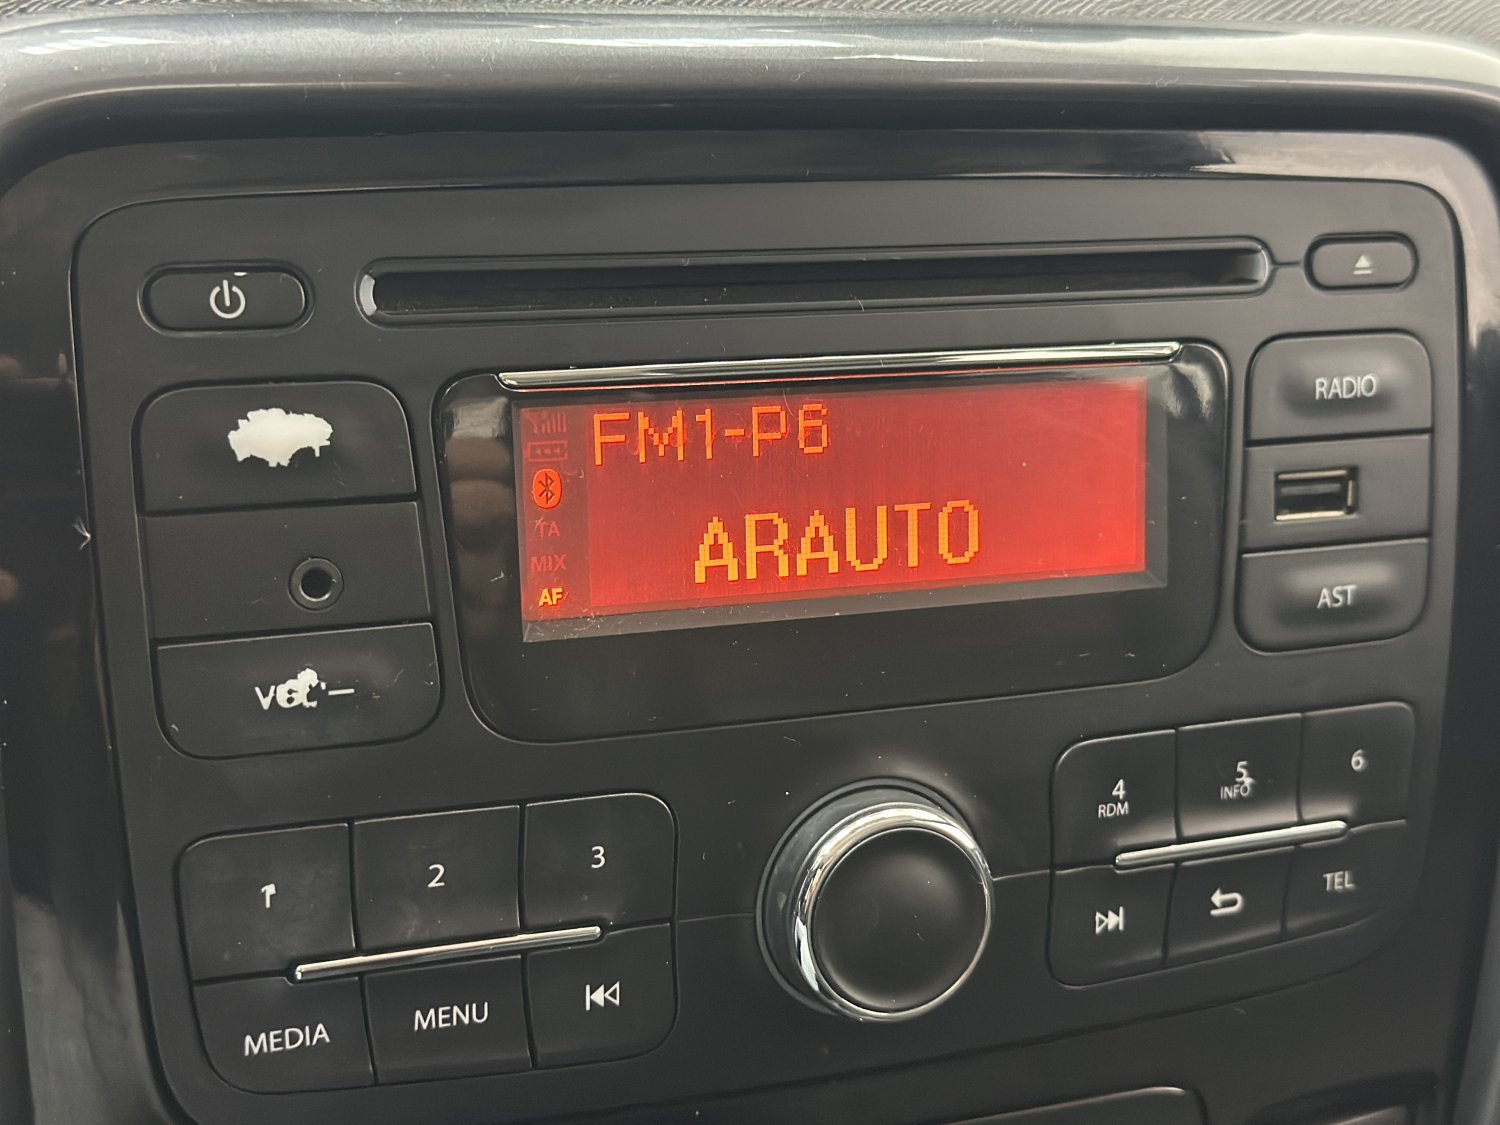 RADIO
FM1-P6
TA
ARAUTO
MIX
AF
AST
VOL-
1
2
3
4
RDM
5
INFO
6
MEDIA
MENU
TEL